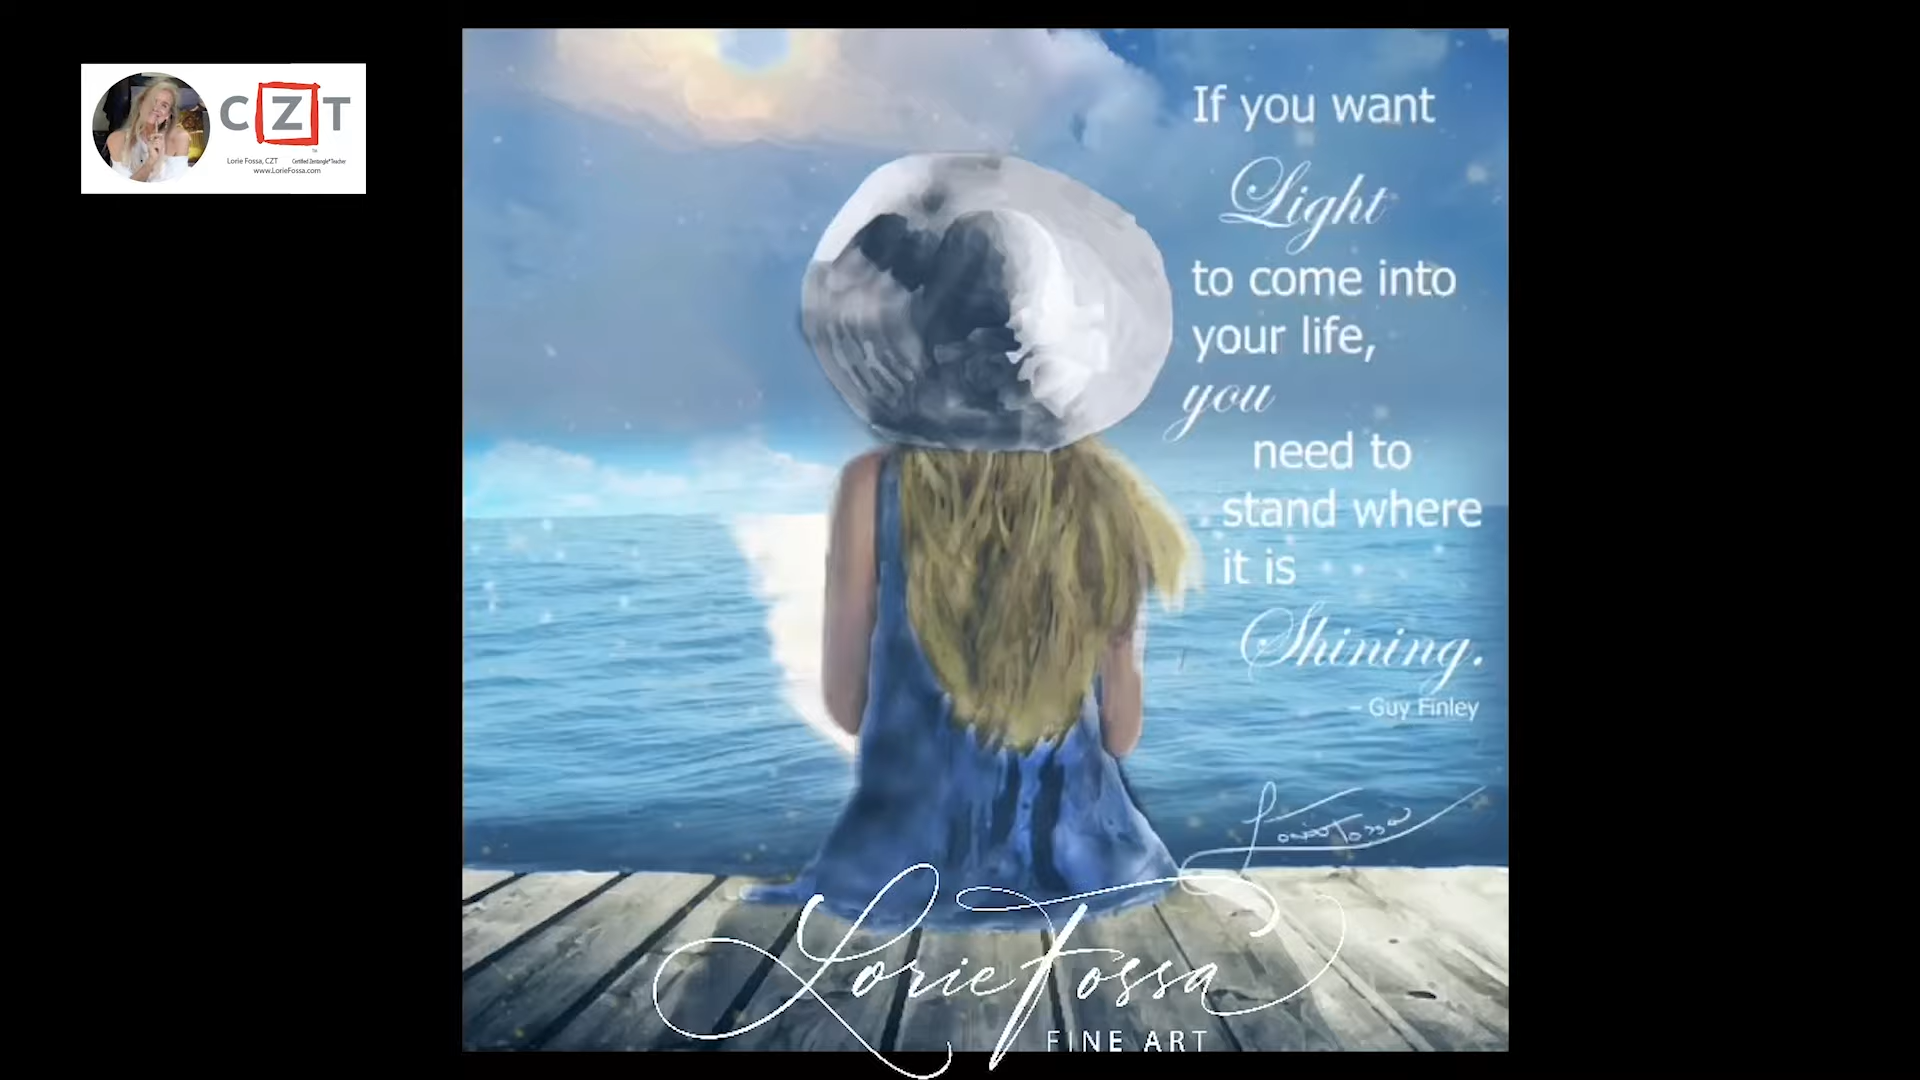 CZT
TM
Lorie Fossa, CZT Certified Zentangle® Teacher
www.LorieFossa.com
If you want
Light
to come into
your life,
you
need to
stand where
it is
Shining.
– Guy Finley
Lorie Fossa
Lorie Fossa
FINE ART